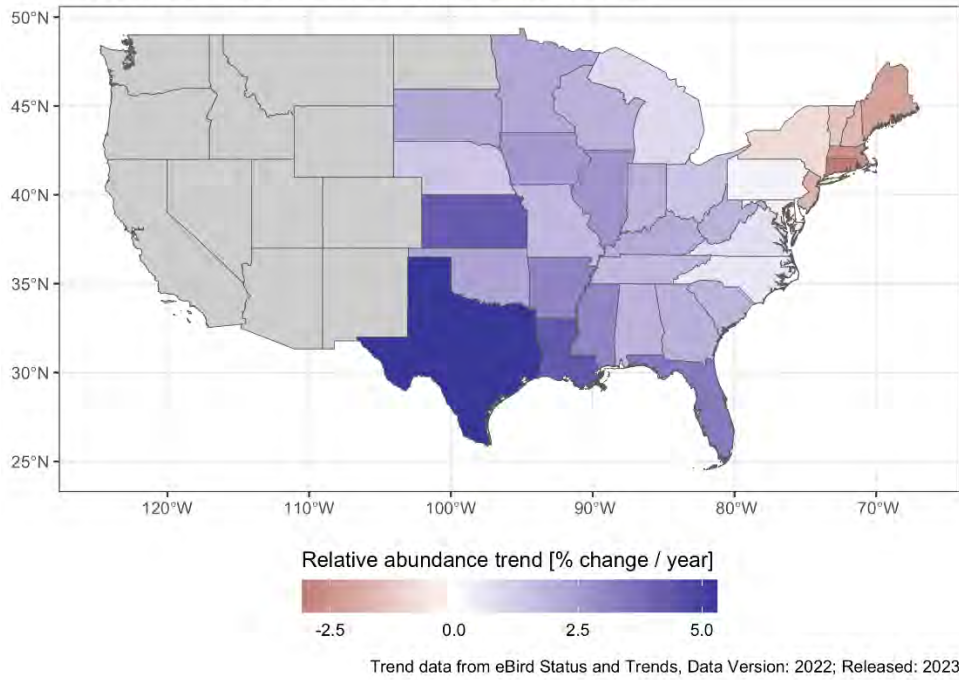 50°N
45°N
40°N
35°N
30°N
25°N
120°W 110°W 100°W 90°W 80°W 70°W
Relative abundance trend [% change / year]
-2.5 0.0 2.5 5.0
Trend data from eBird Status and Trends, Data Version: 2022; Released: 2023